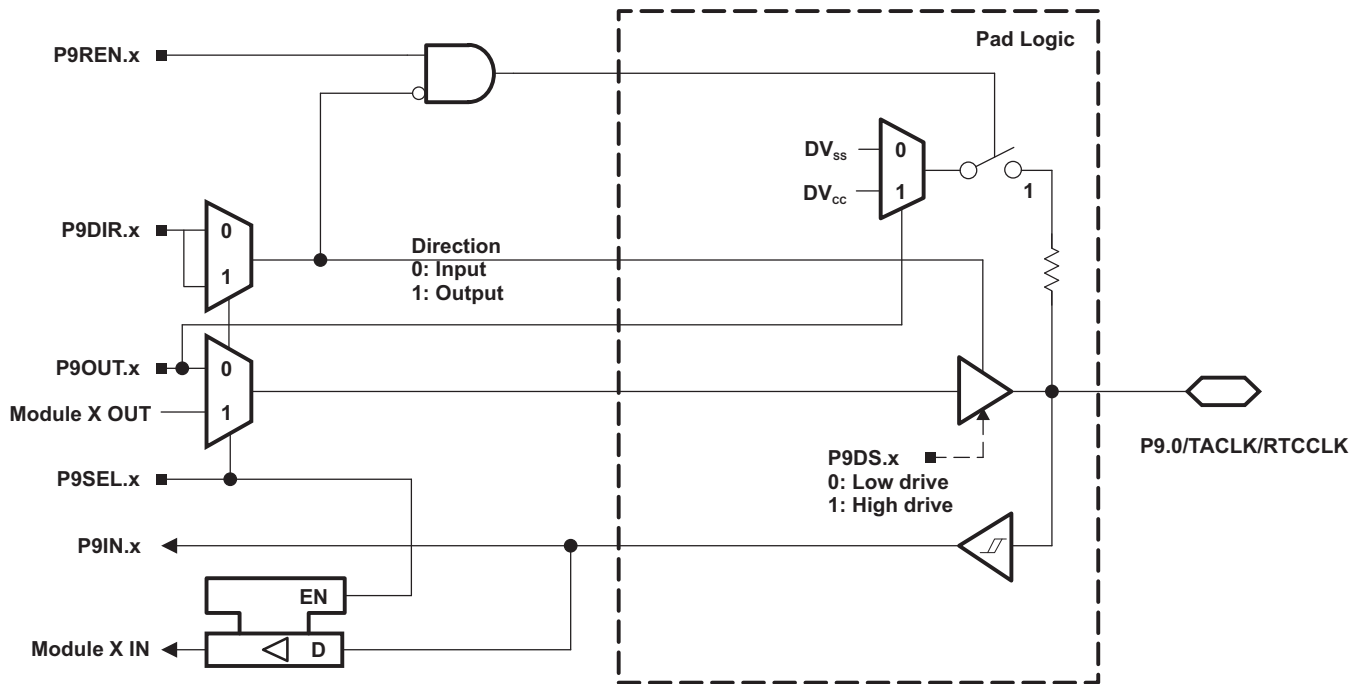 Pad Logic
P9REN.x
DVSS
0
DVCC
1
1
P9DIR.x
0
1
Direction
0: Input
1: Output
P9OUT.x
0
Module X OUT
1
P9SEL.x
P9DS.x
0: Low drive
1: High drive
P9.0/TACLK/RTCCLK
P9IN.x
EN
Module X IN
D